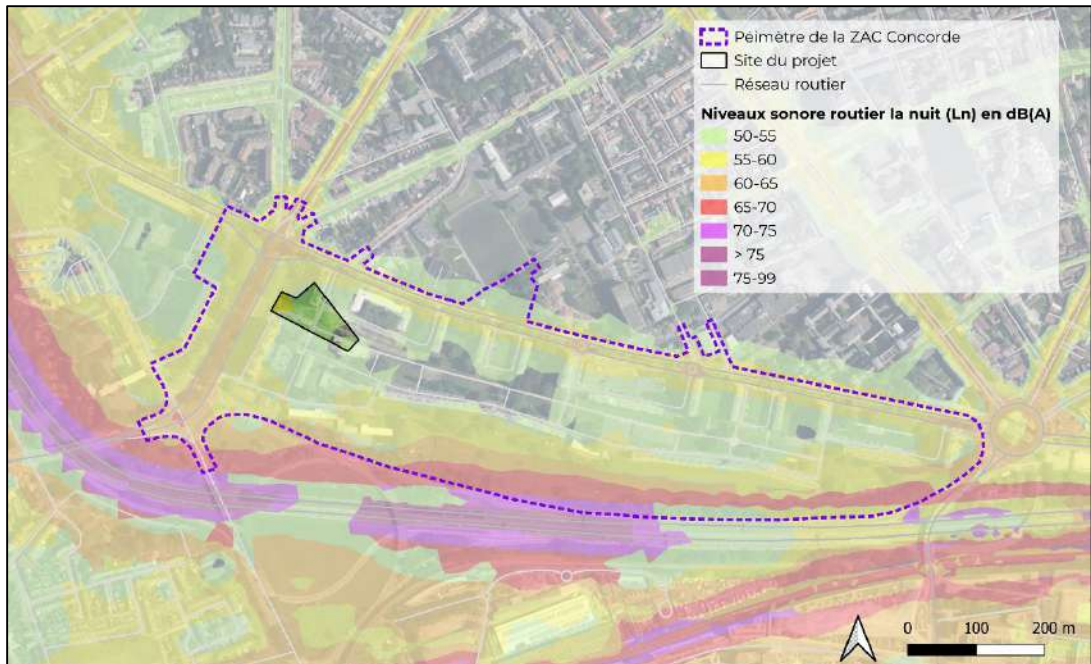 Péimètre de la ZAC Concorde
Site du projet
Réseau routier
Niveaux sonore routier la nuit (Ln) en dB(A)
50-55
55-60
60-65
65-70
70-75
> 75
75-99
0 100 200 m